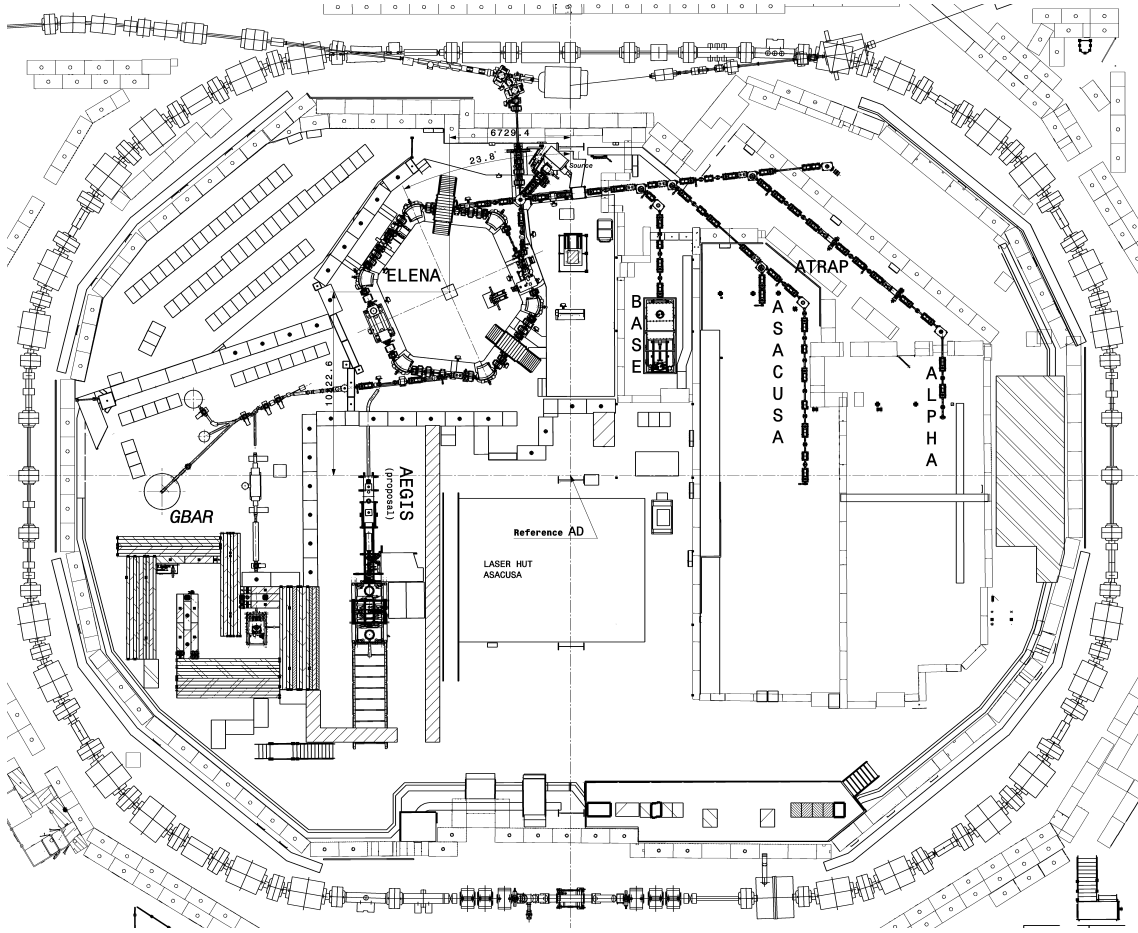 6729.4
23.8
Source
ELENA
ATRAP
BASE
ASACUSA
ALPHA
10322.6
AEGIS
(proposal)
GBAR
Reference AD
LASER HUT
ASACUSA